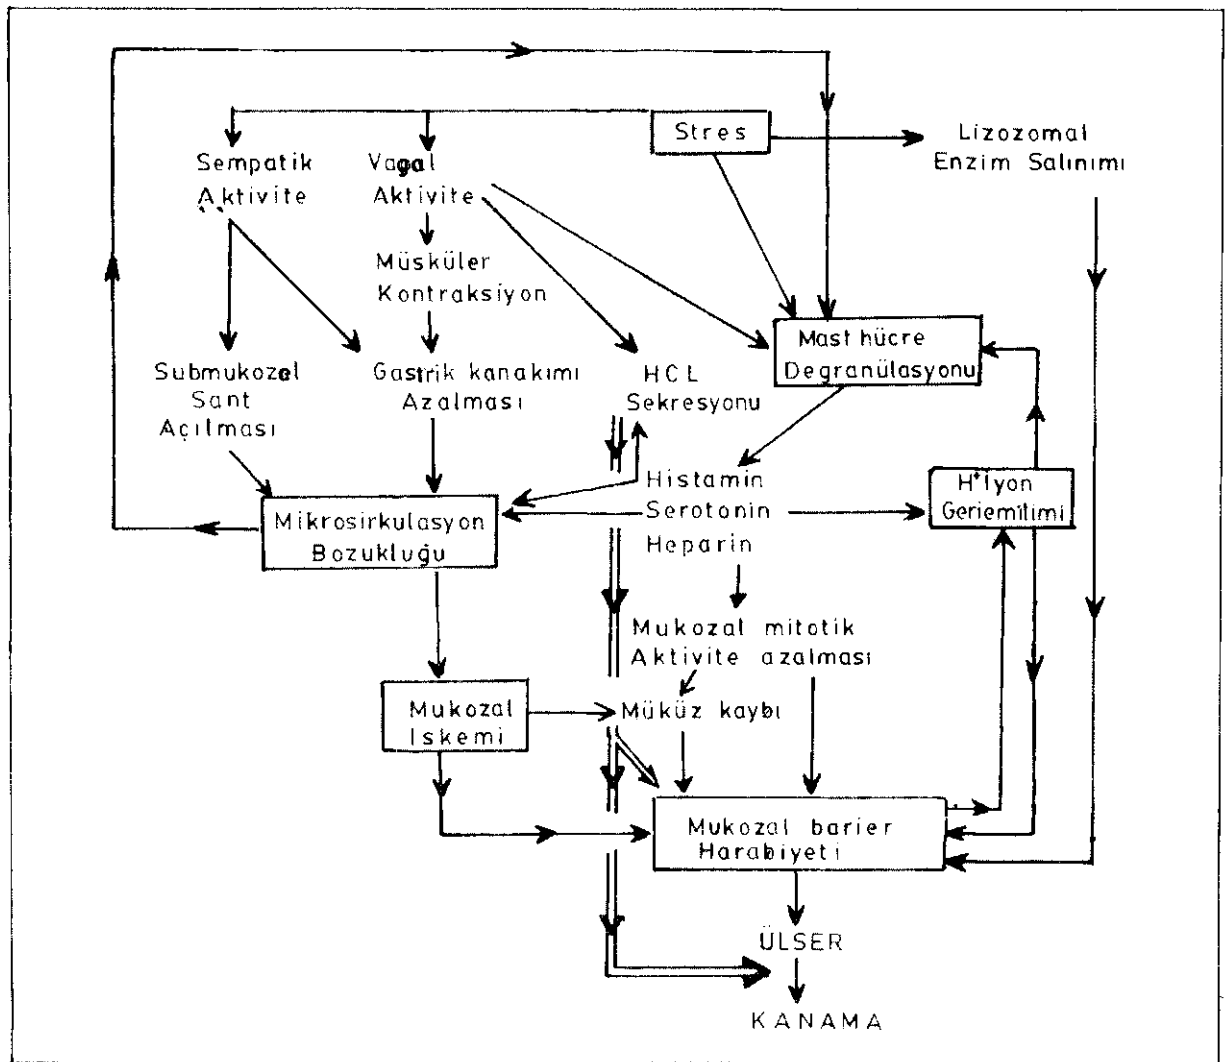 Stres
Lizozomal
Enzim Salınımı
Sempatik
Aktivite
Vagal
Aktivite
Müsküler
Kontraksiyon
Mast hücre
Degranülasyonu
Submukozal
Sant
Açılması
Gastrik kanakımı
Azalması
HCL
Sekresyonu
Histamin
Serotonin
Heparin
H+ İyon
Geriemitimi
Mikrosirkulasyon
Bozukluğu
Mukozal mitotik
Aktivite azalması
Mukozal
Iskemi
Müküz kaybı
Mukozal barier
Harabiyeti
ÜLSER
KANAMA